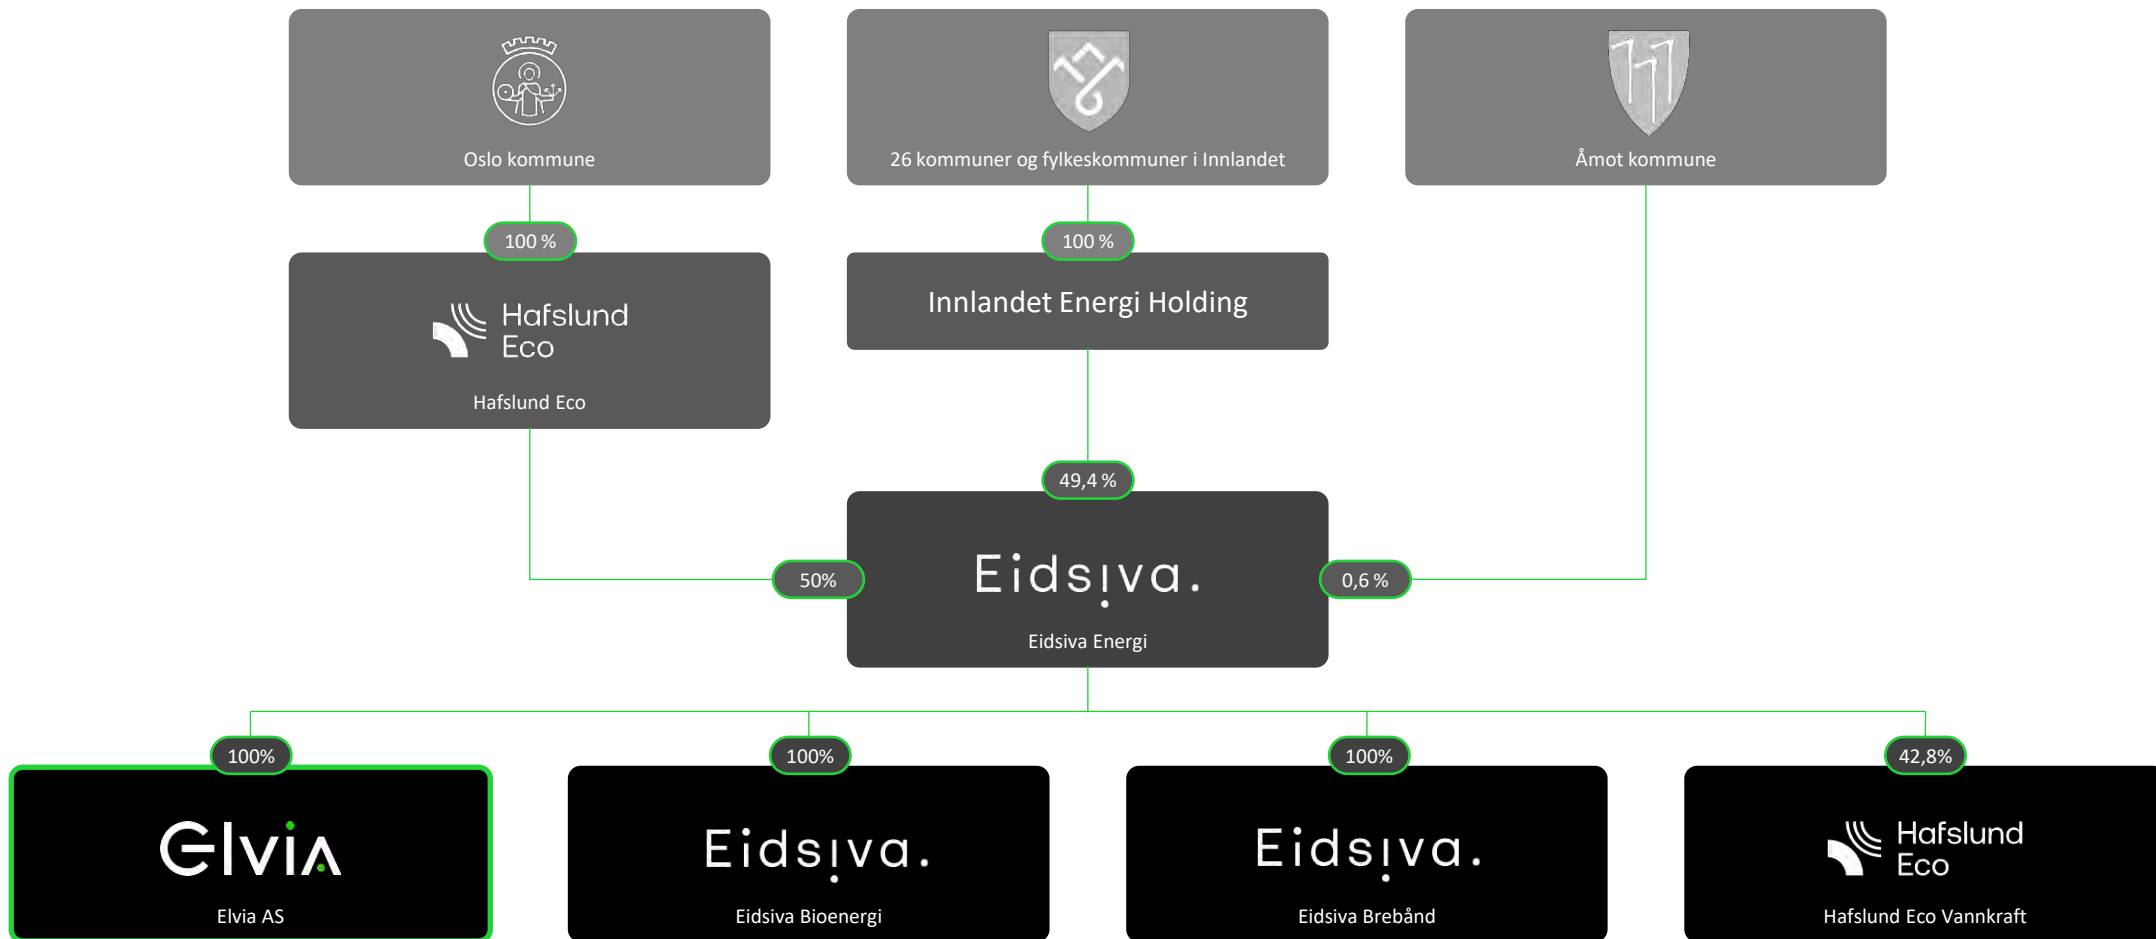 Oslo kommune
26 kommuner og fylkeskommuner i Innlandet
Åmot kommune
100 %
100 %
Hafslund
Eco
Hafslund Eco
Innlandet Energi Holding
49,4 %
50%
0,6 %
Eidsiva.
Eidsiva Energi
100%
100%
100%
42,8%
Elvia
Elvia AS
Eidsiva.
Eidsiva Bioenergi
Eidsiva.
Eidsiva Brebånd
Hafslund
Eco
Hafslund Eco Vannkraft